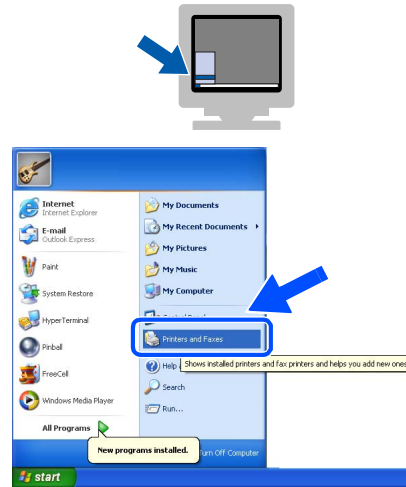 Internet
Internet Explorer
E-mail
Outlook Express
Paint
System Restore
HyperTerminal
Pinball
FreeCell
Windows Media Player
All Programs
My Documents
My Recent Documents
My Pictures
My Music
My Computer
Printers and Faxes
Shows installed printers and fax printers and helps you add new ones
Help
Search
Run...
New programs installed.
Turn Off Computer
start